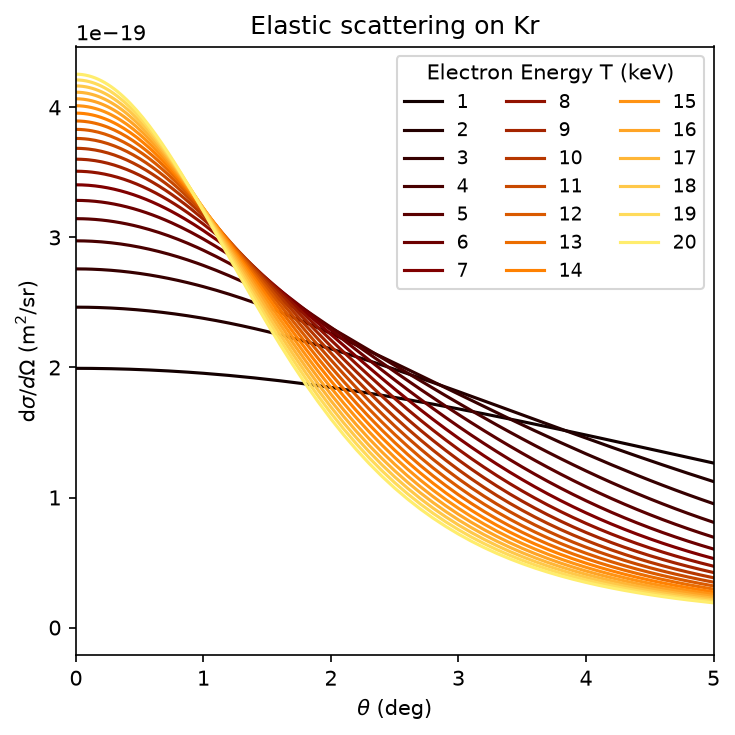 Elastic scattering on Kr
1e−19
Electron Energy T (keV)
1 8 15
2 9 16
3 10 17
4 11 18
5 12 19
6 13 20
7 14
4
3
2
1
0
dσ/dΩ (m²/sr)
0 1 2 3 4 5
θ (deg)